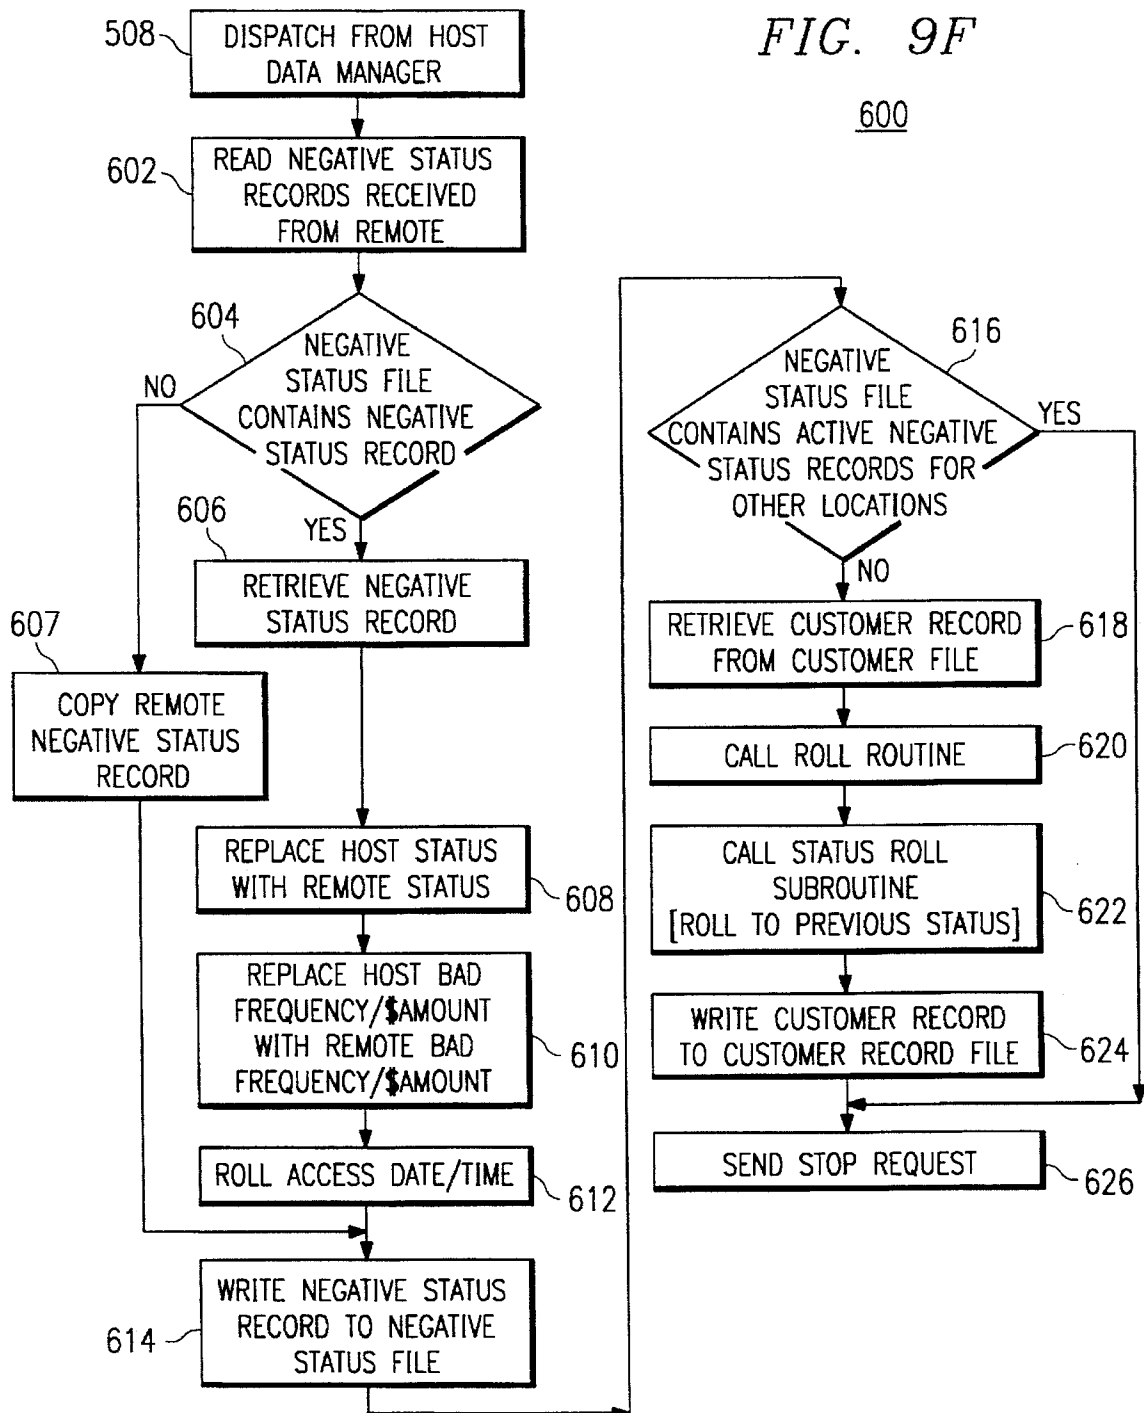 FIG. 9F
600
508
DISPATCH FROM HOST
DATA MANAGER
602
READ NEGATIVE STATUS
RECORDS RECEIVED
FROM REMOTE
604
NEGATIVE
STATUS FILE
CONTAINS NEGATIVE
STATUS RECORD
NO
YES
606
RETRIEVE NEGATIVE
STATUS RECORD
607
COPY REMOTE
NEGATIVE STATUS
RECORD
REPLACE HOST STATUS
WITH REMOTE STATUS
608
REPLACE HOST BAD
FREQUENCY/$AMOUNT
WITH REMOTE BAD
FREQUENCY/$AMOUNT
610
ROLL ACCESS DATE/TIME
612
WRITE NEGATIVE STATUS
RECORD TO NEGATIVE
STATUS FILE
614
616
NEGATIVE
STATUS FILE
CONTAINS ACTIVE NEGATIVE
STATUS RECORDS FOR
OTHER LOCATIONS
YES
NO
RETRIEVE CUSTOMER RECORD
FROM CUSTOMER FILE
618
CALL ROLL ROUTINE
620
CALL STATUS ROLL
SUBROUTINE
[ROLL TO PREVIOUS STATUS]
622
WRITE CUSTOMER RECORD
TO CUSTOMER RECORD FILE
624
SEND STOP REQUEST
626